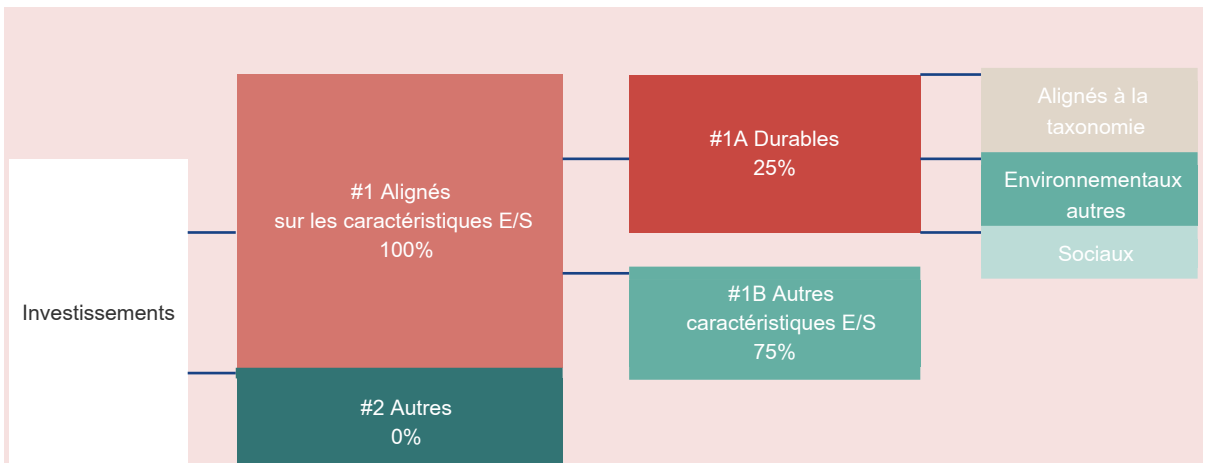 Investissements
#1 Alignés
sur les caractéristiques E/S
100%
#2 Autres
0%
#1A Durables
25%
#1B Autres
caractéristiques E/S
75%
Alignés à la
taxonomie
Environnementaux
autres
Sociaux